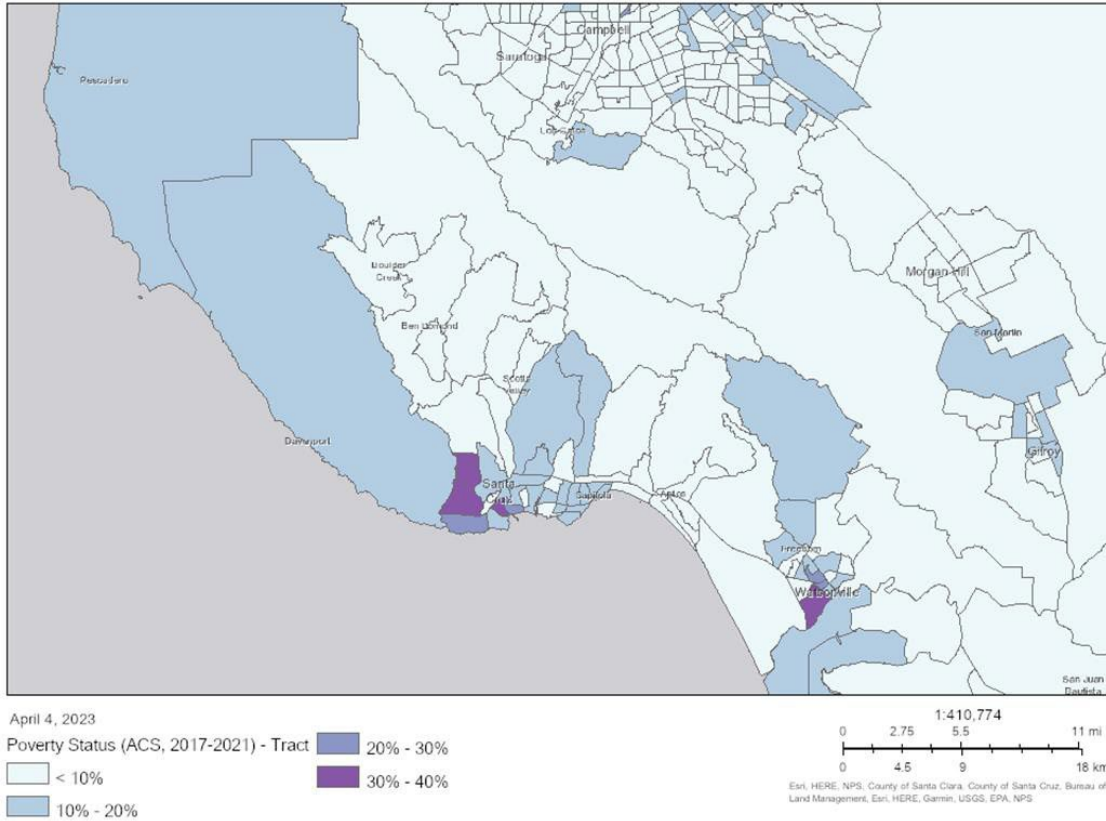 Campbell
Saratoga
Pescadero
Los Gatos
Morgan Hill
Boulder
Creek
Ben Lomond
San Martin
Scotts
Valley
Davenport
Gilroy
Santa
Cruz
Capitola
Aptos
Freedom
Watsonville
San Juan
Bautista
April 4, 2023
Poverty Status (ACS, 2017-2021) - Tract
< 10%
10% - 20%
20% - 30%
30% - 40%
1:410,774
0 2.75 5.5 11 mi
0 4.5 9 18 km
Esri, HERE, NPS, County of Santa Clara, County of Santa Cruz, Bureau of
Land Management, Esri, HERE, Garmin, USGS, EPA, NPS